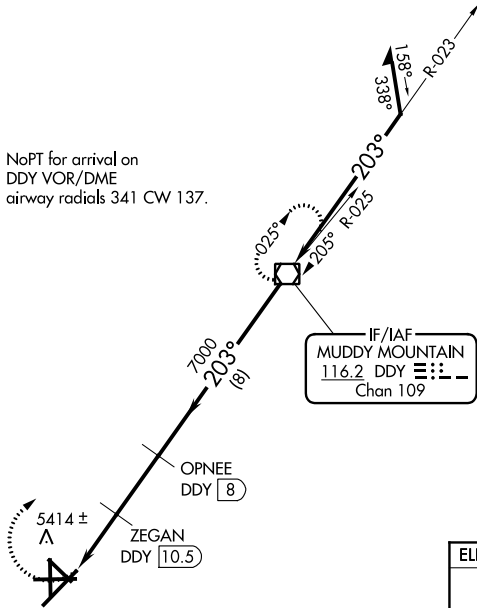 R-023
158°
338°
NoPT for arrival on
DDY VOR/DME
airway radials 341 CW 137.
203°
025°
205° R-025
IF/IAF
MUDDY MOUNTAIN
116.2 DDY
Chan 109
7000
203°
(8)
OPNEE
DDY 8
5414 ±
ZEGAN
DDY 10.5